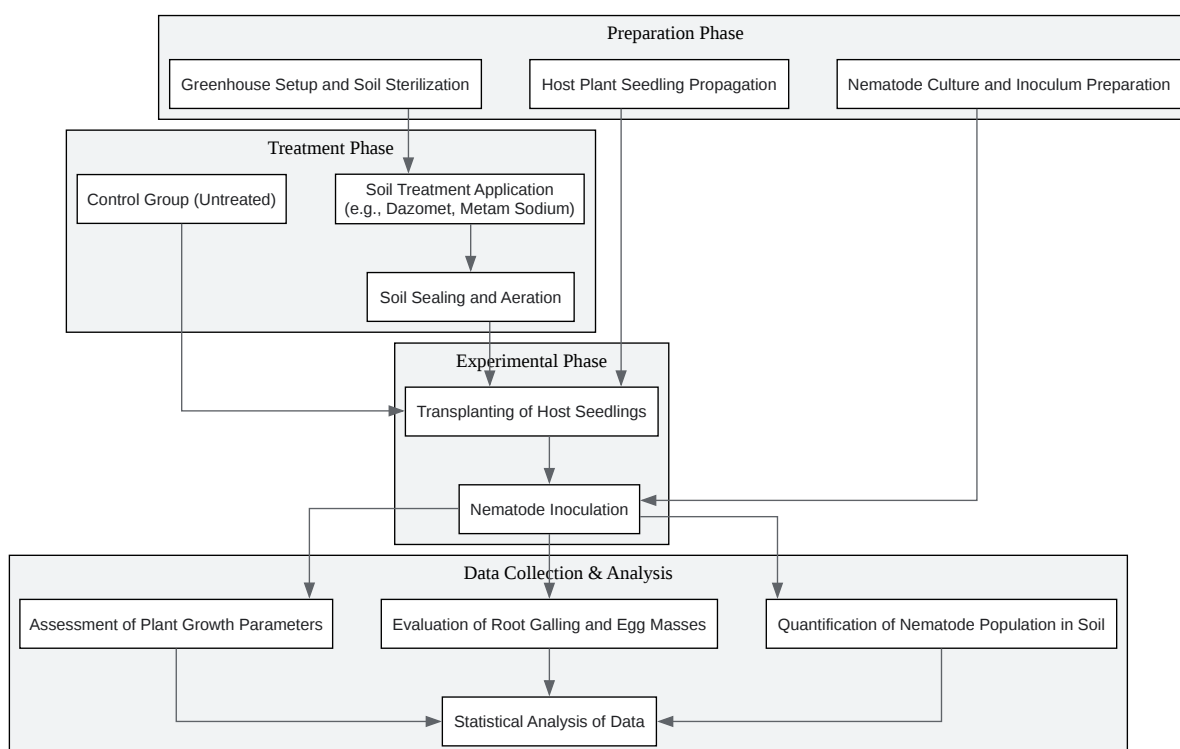 Preparation Phase
Greenhouse Setup and Soil Sterilization
Host Plant Seedling Propagation
Nematode Culture and Inoculum Preparation
Treatment Phase
Control Group (Untreated)
Soil Treatment Application
(e.g., Dazomet, Metam Sodium)
Soil Sealing and Aeration
Experimental Phase
Transplanting of Host Seedlings
Nematode Inoculation
Data Collection & Analysis
Assessment of Plant Growth Parameters
Evaluation of Root Galling and Egg Masses
Quantification of Nematode Population in Soil
Statistical Analysis of Data